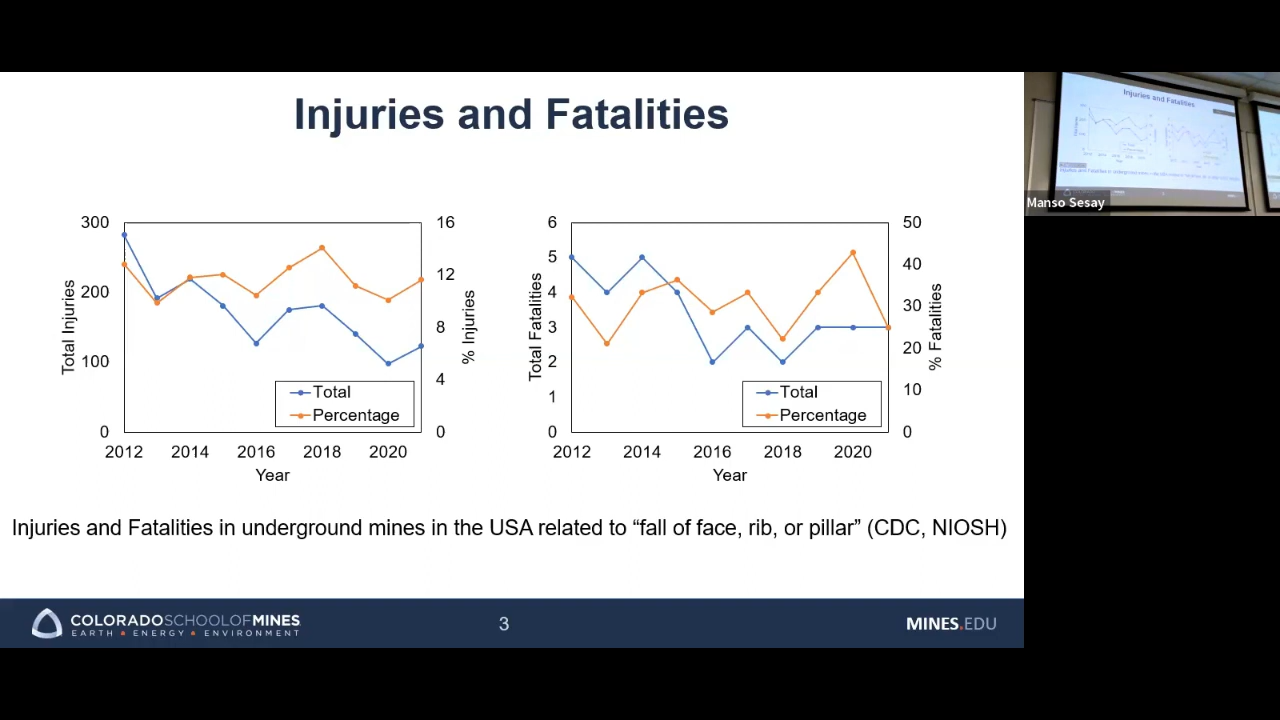 Injuries and Fatalities
300
200
100
0
Total Injuries
16
12
8
4
0
% Injuries
Total
Percentage
2012 2014 2016 2018 2020
Year
6
5
4
3
2
1
0
Total Fatalities
50
40
30
20
10
0
% Fatalities
Total
Percentage
2012 2014 2016 2018 2020
Year
Injuries and Fatalities in underground mines in the USA related to “fall of face, rib, or pillar” (CDC, NIOSH)
COLORADOSCHOOLOFMINES
EARTH • ENERGY • ENVIRONMENT
3
MINES.EDU
Injuries and Fatalities
Manso Sesay